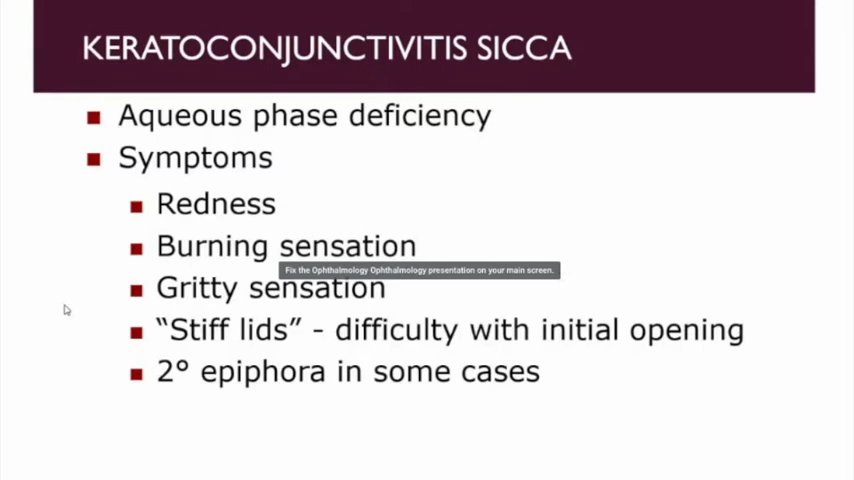 KERATOCONJUNCTIVITIS SICCA
Aqueous phase deficiency
Symptoms
Redness
Burning sensation
Fix the Ophthalmology Ophthalmology presentation on your main screen.
Gritty sensation
“Stiff lids” - difficulty with initial opening
2° epiphora in some cases